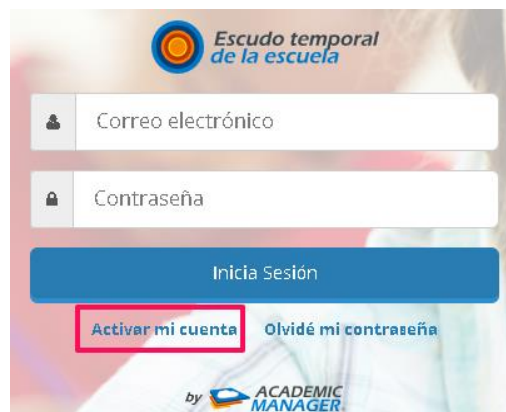 Escudo temporal
de la escuela
Correo electrónico
Contraseña
Inicia Sesión
Activar mi cuenta Olvidé mi contraseña
by ACADEMIC
MANAGER